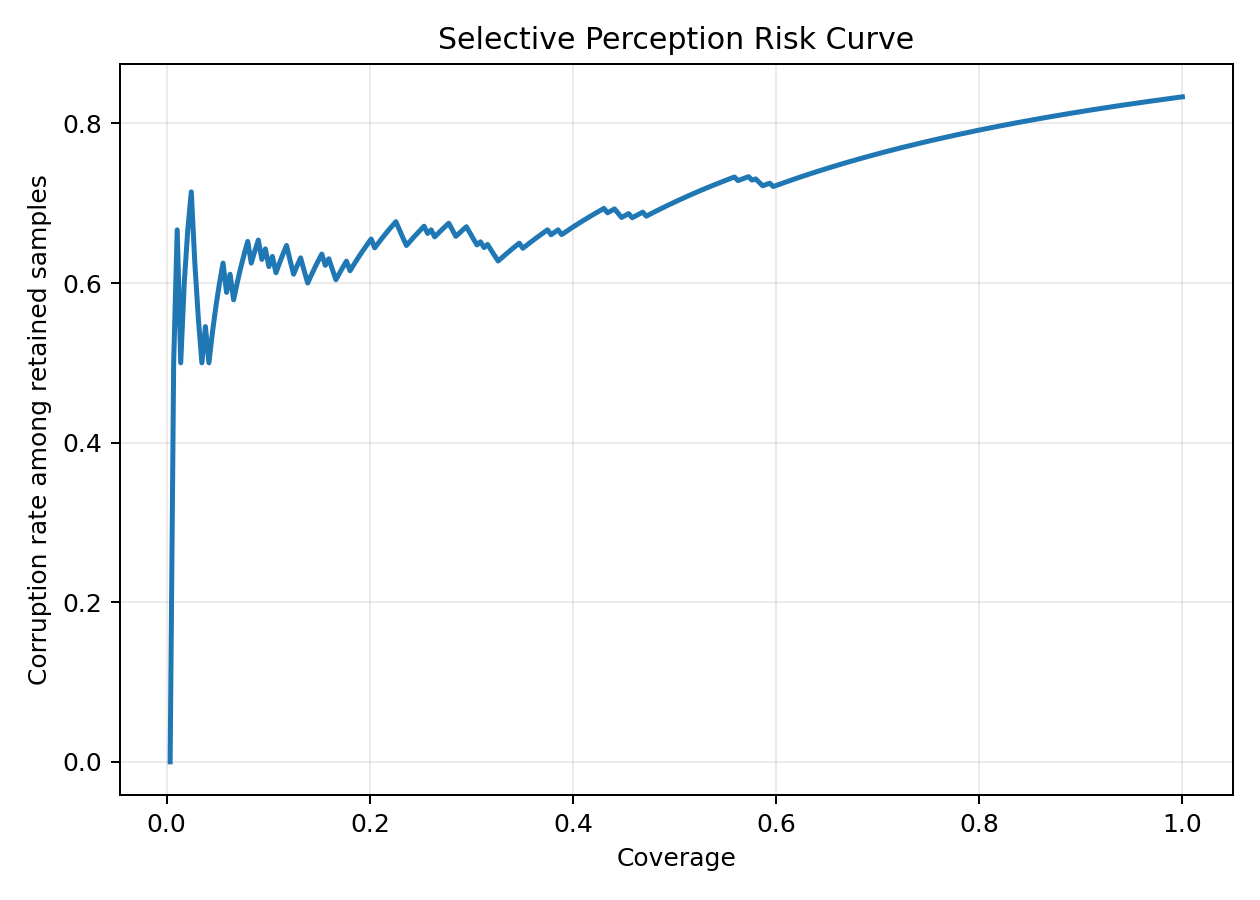 Selective Perception Risk Curve
Corruption rate among retained samples
0.8
0.6
0.4
0.2
0.0
0.0 0.2 0.4 0.6 0.8 1.0
Coverage